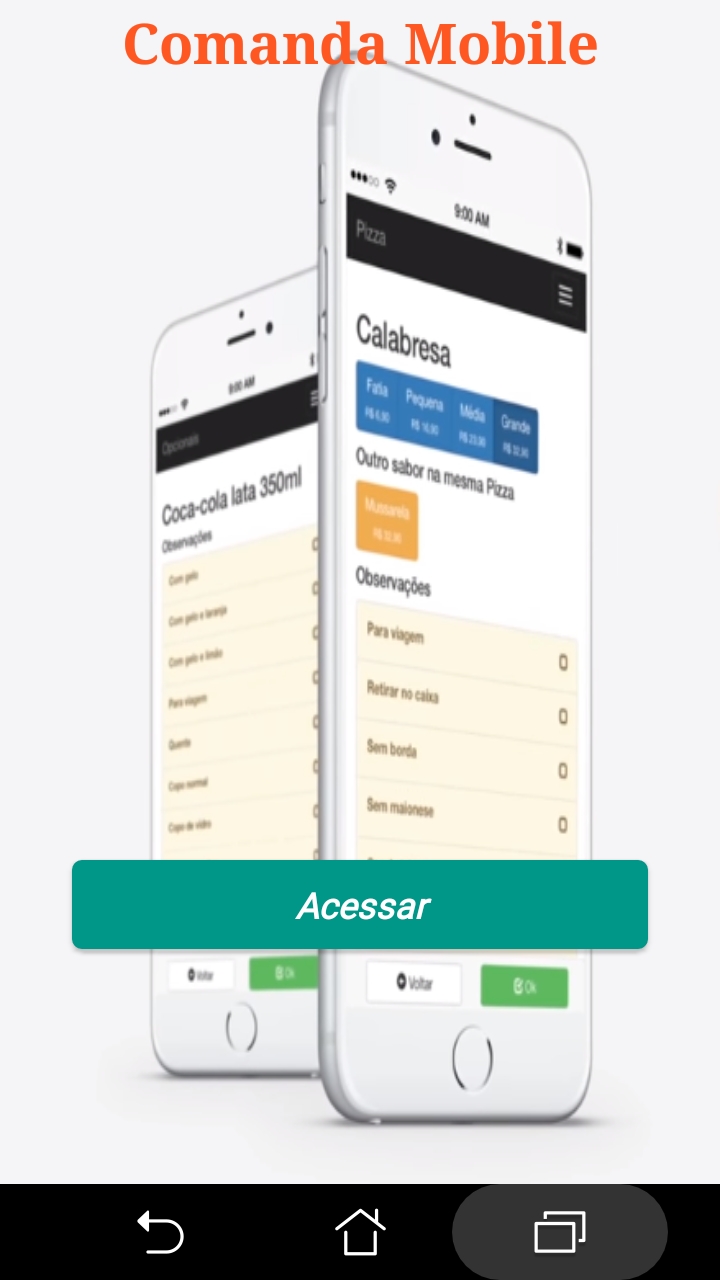 Comanda Mobile
9:00 AM
Pizza
Calabresa
Fatia Pequena Média Grande
R$ 6,00 R$ 16,90 R$ 23,90 R$ 32,90
Outro sabor na mesma Pizza
Mussarela
Observações
Para viagem
Retirar no caixa
Sem borda
Sem maionese
Voltar Ok
9:00 AM
Opcionais
Coca-cola lata 350ml
Observações
Com gelo
Com gelo e laranja
Com gelo e limão
Para viagem
Quente
Copo normal
Copo de vidro
Voltar Ok
Acessar